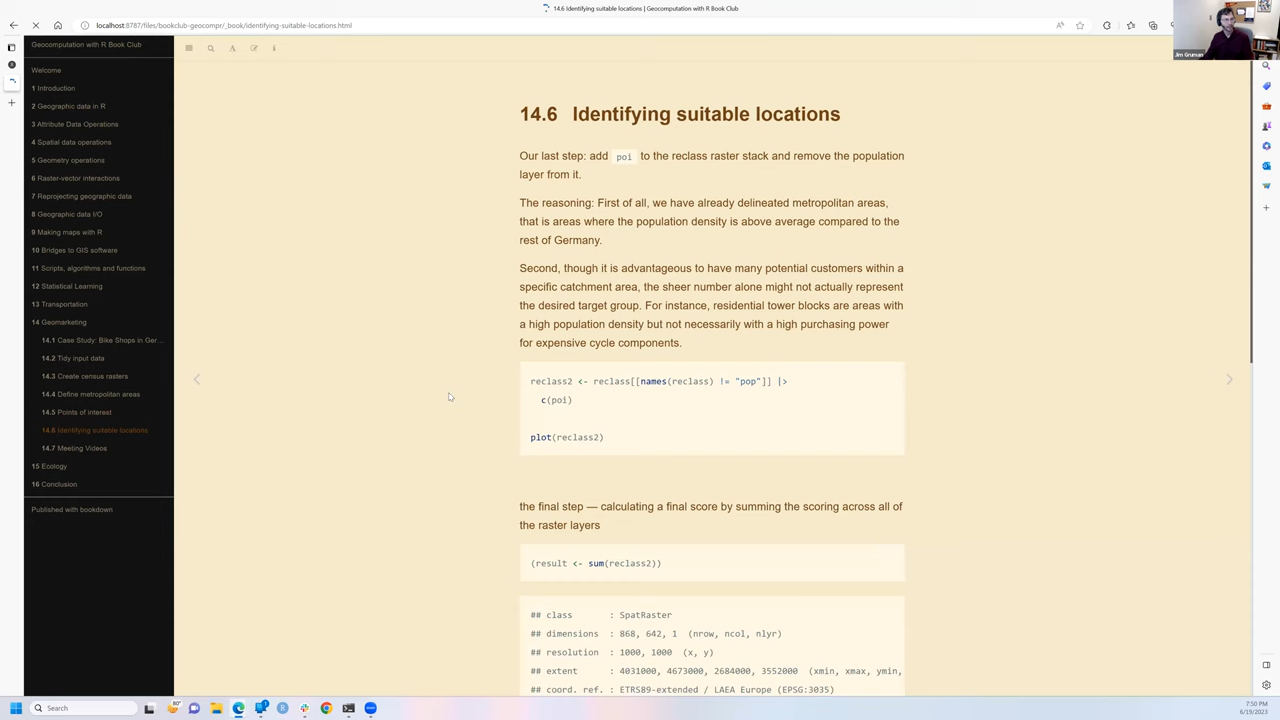 14.6 Identifying suitable locations | Geocomputation with R Book Club
localhost:8787/files/bookclub-geocompr/_book/identifying-suitable-locations.html
Jim Gruman
Geocomputation with R Book Club
Welcome
1 Introduction
2 Geographic data in R
3 Attribute Data Operations
4 Spatial data operations
5 Geometry operations
6 Raster-vector interactions
7 Reprojecting geographic data
8 Geographic data I/O
9 Making maps with R
10 Bridges to GIS software
11 Scripts, algorithms and functions
12 Statistical Learning
13 Transportation
14 Geomarketing
14.1 Case Study: Bike Shops in Ger…
14.2 Tidy input data
14.3 Create census rasters
14.4 Define metropolitan areas
14.5 Points of interest
14.6 Identifying suitable locations
14.7 Meeting Videos
15 Ecology
16 Conclusion
Published with bookdown
14.6 Identifying suitable locations
Our last step: add poi to the reclass raster stack and remove the population
layer from it.
The reasoning: First of all, we have already delineated metropolitan areas,
that is areas where the population density is above average compared to the
rest of Germany.
Second, though it is advantageous to have many potential customers within a
specific catchment area, the sheer number alone might not actually represent
the desired target group. For instance, residential tower blocks are areas with
a high population density but not necessarily with a high purchasing power
for expensive cycle components.
reclass2 <- reclass[[names(reclass) != "pop"]] |>
c(poi)
plot(reclass2)
the final step — calculating a final score by summing the scoring across all of
the raster layers
(result <- sum(reclass2))
## class : SpatRaster
## dimensions : 868, 642, 1 (nrow, ncol, nlyr)
## resolution : 1000, 1000 (x, y)
## extent : 4031000, 4673000, 2684000, 3552000 (xmin, xmax, ymin,
## coord. ref. : ETRS89-extended / LAEA Europe (EPSG:3035)
Search
80°
7:50 PM
6/19/2023